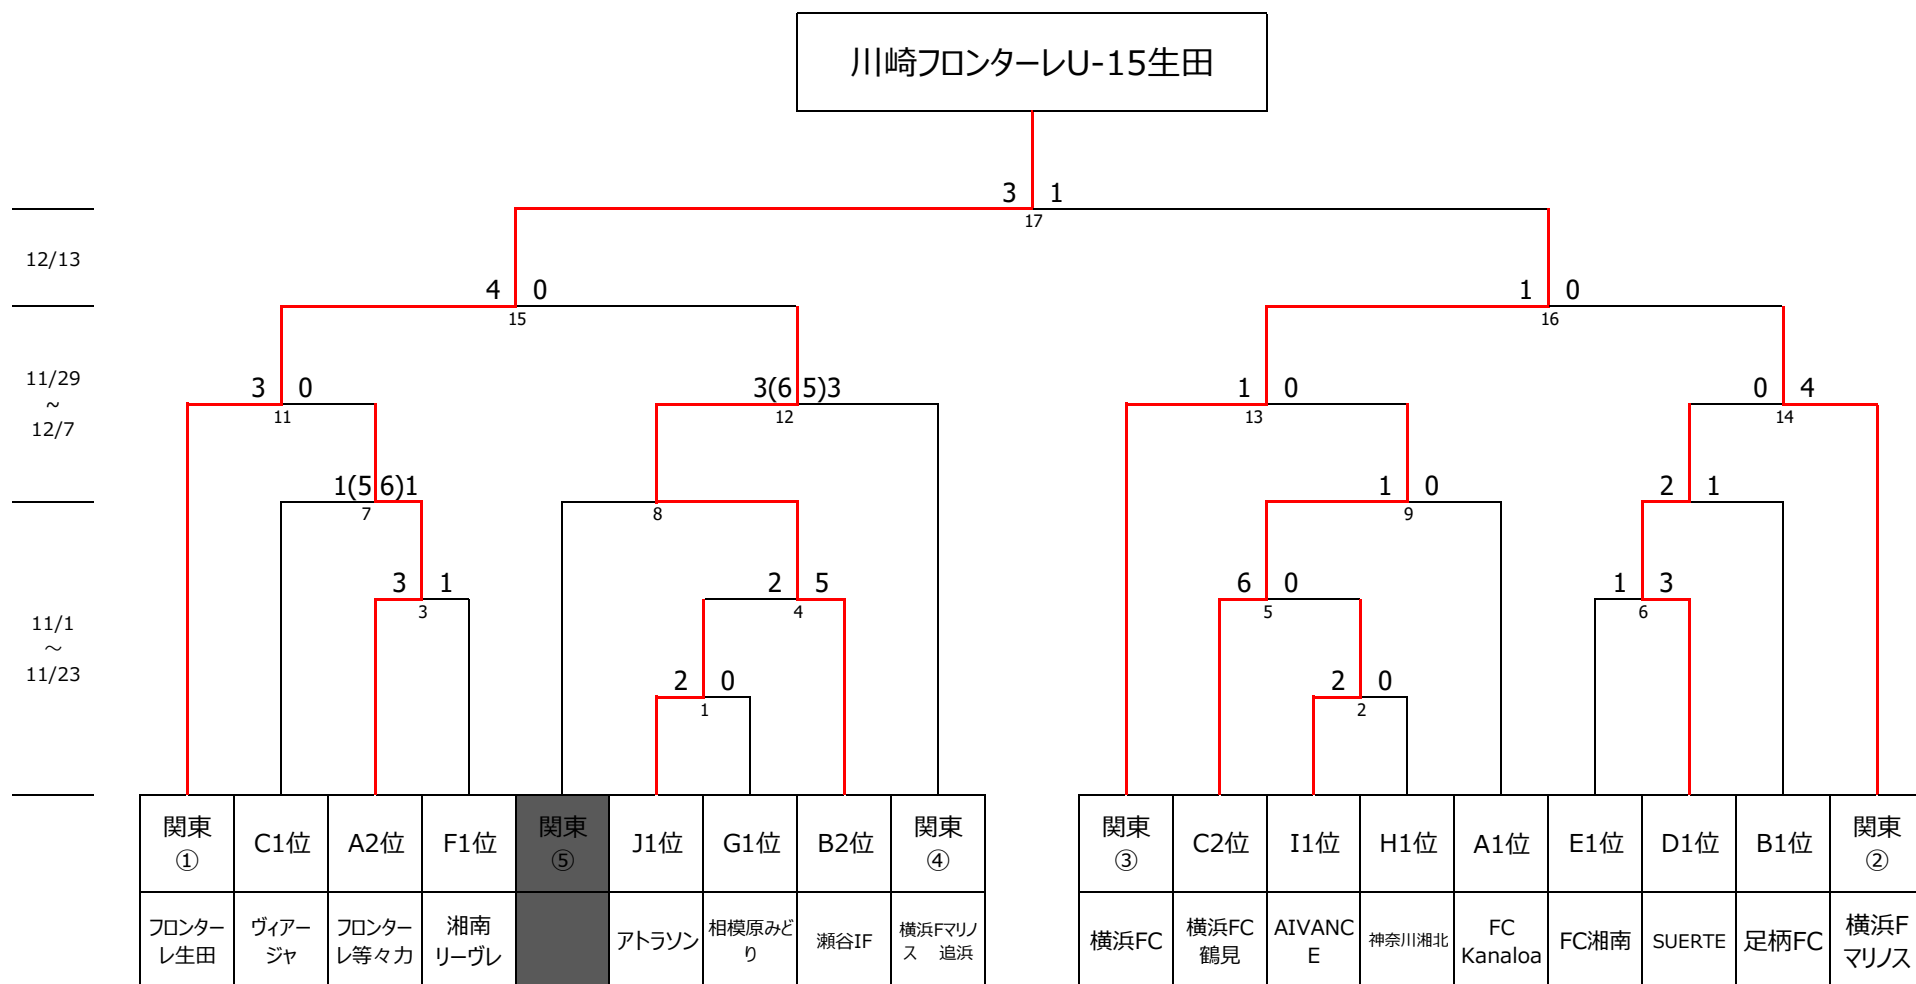 川崎フロンターレU-15生田
3 1
17
12/13
4 0
1 0
15
16
11/29
~
12/7
3 0
3(6 5)3
1 0
0 4
11
12
13
14
1(5 6)1
1 0
2 1
7
8
9
3 1
2 5
6 0
1 3
3
4
5
6
11/1
～
11/23
2 0
2 0
1
2
関東
①
C1位
A2位
F1位
関東
⑤
J1位
G1位
B2位
関東
④
関東
③
C2位
I1位
H1位
A1位
E1位
D1位
B1位
関東
②
フロンター
レ生田
ヴィアー
ジャ
フロンター
レ等々力
湘南
リーヴレ
アトラソン
相模原みど
り
瀬谷IF
横浜Fマリノ
ス 追浜
横浜FC
横浜FC
鶴見
AIVANC
E
神奈川湘北
FC
Kanaloa
FC湘南
SUERTE
足柄FC
横浜F
マリノス